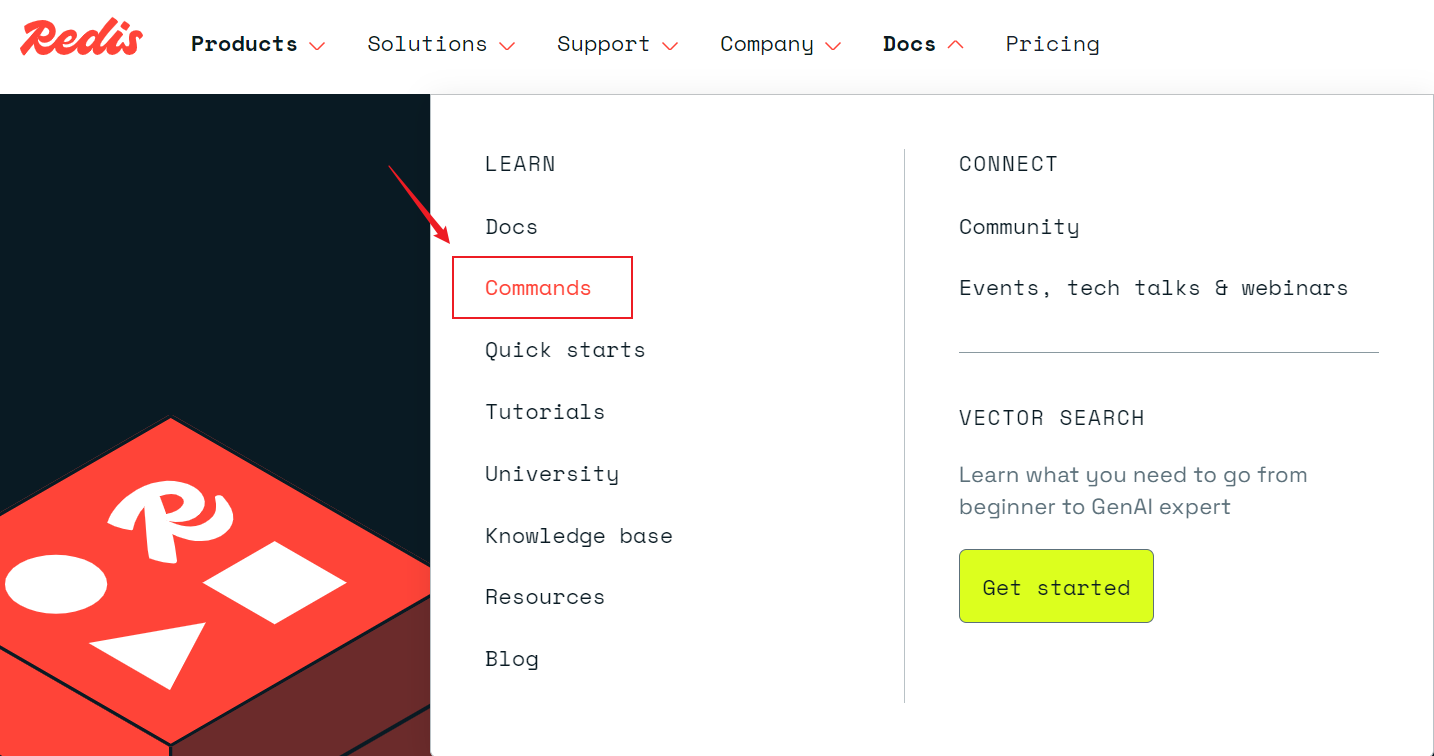 Redis
Products
Solutions
Support
Company
Docs
Pricing
LEARN
Docs
Commands
Quick starts
Tutorials
University
Knowledge base
Resources
Blog
CONNECT
Community
Events, tech talks & webinars
VECTOR SEARCH
Learn what you need to go from
beginner to GenAI expert
Get started
R